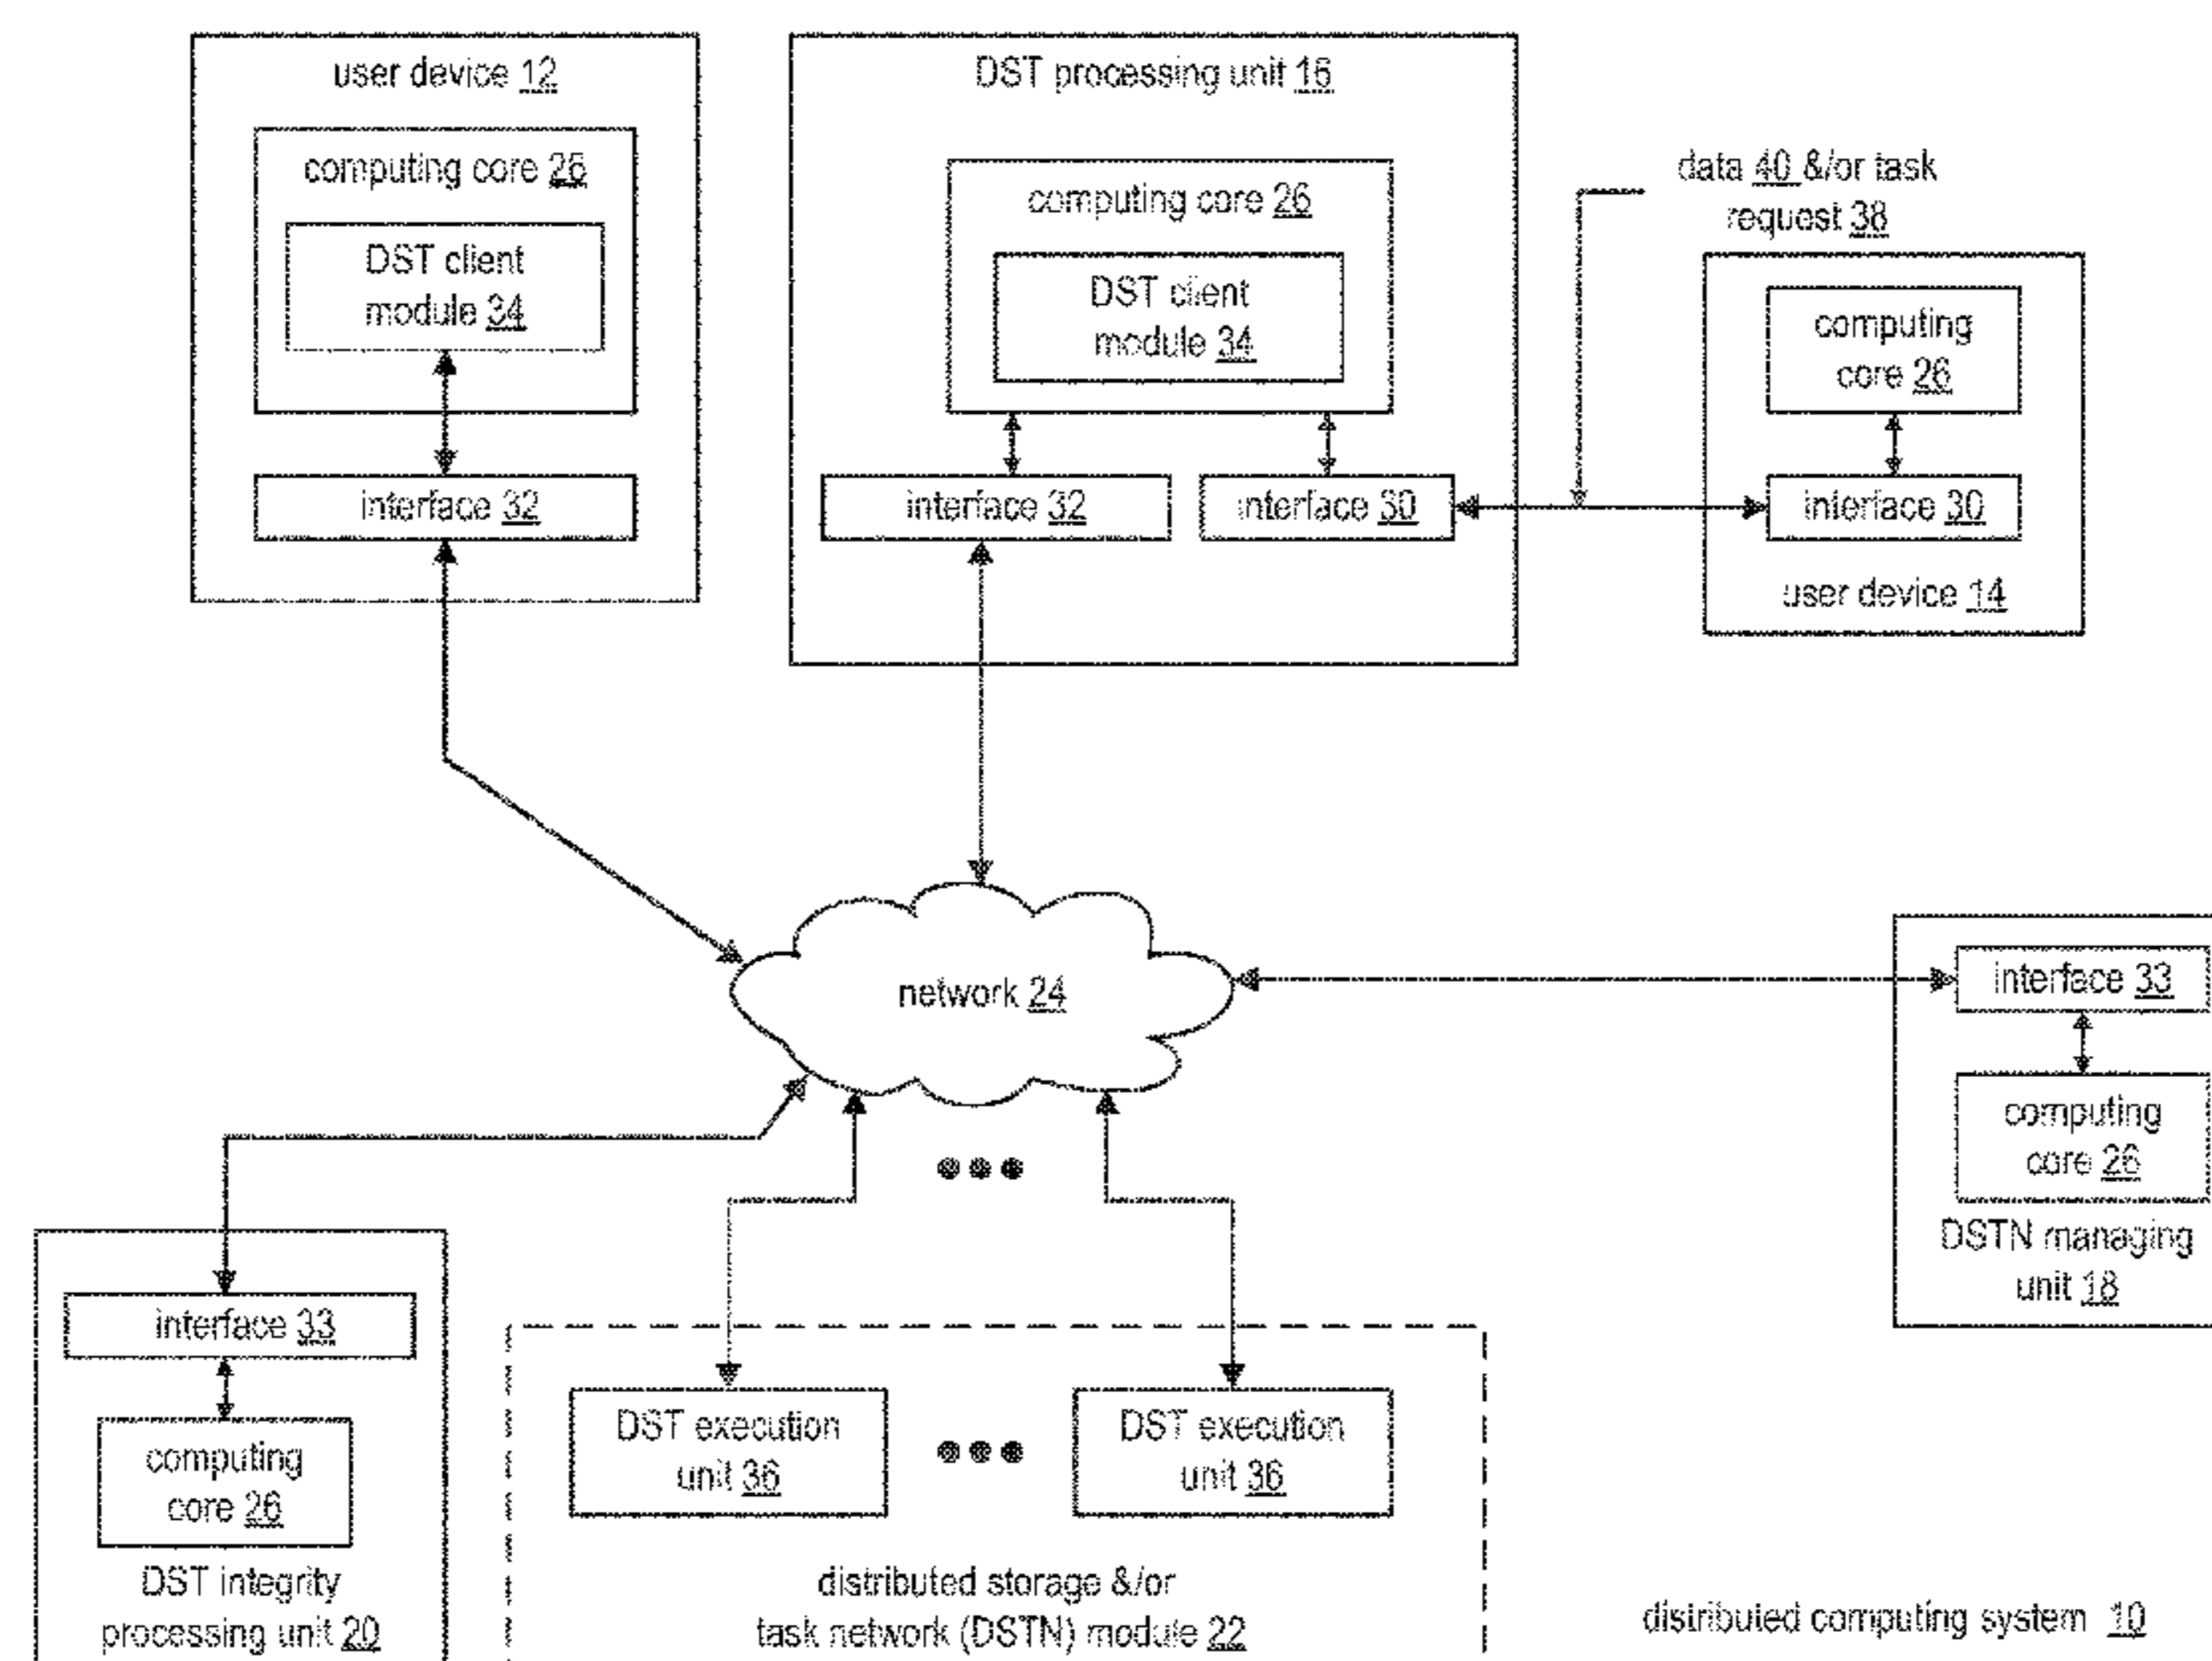 user device 12
computing core 26
DST client
module 34
interface 32
DST processing unit 16
computing core 26
DST client
module 34
interface 32
interface 30
data 40 &/or task
request 38
computing
core 26
interface 30
user device 14
network 24
interface 33
computing
core 26
DSTN managing
unit 18
interface 33
computing
core 26
DST integrity
processing unit 20
DST execution
unit 36
DST execution
unit 36
distributed storage &/or
task network (DSTN) module 22
distributed computing system 10